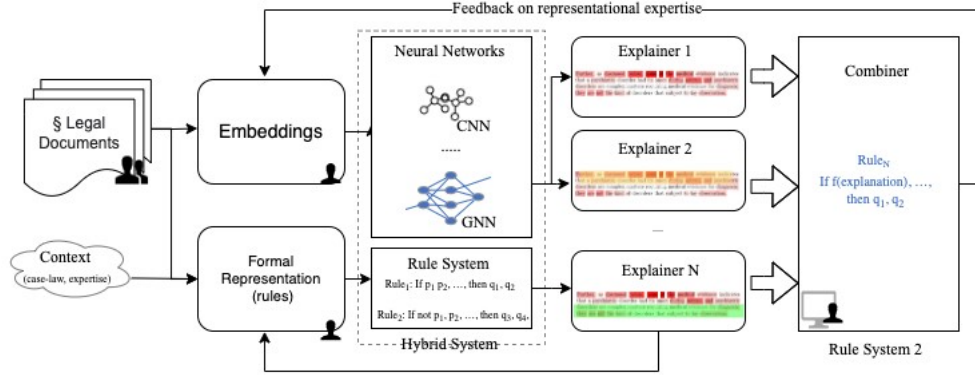 Feedback on representational expertise
§ Legal
Documents
Embeddings
Neural Networks
CNN
.....
GNN
Explainer 1
Explainer 2
...
Explainer N
Combiner
Rule_N
If f(explanation), ...,
then q_1, q_2
Context
(case-law, expertise)
Formal
Representation
(rules)
Rule System
Rule_1: If p_1 p_2, ..., then q_1, q_2
Rule_2: If not p_1, p_2, ..., then q_3, q_4,
Hybrid System
Rule System 2